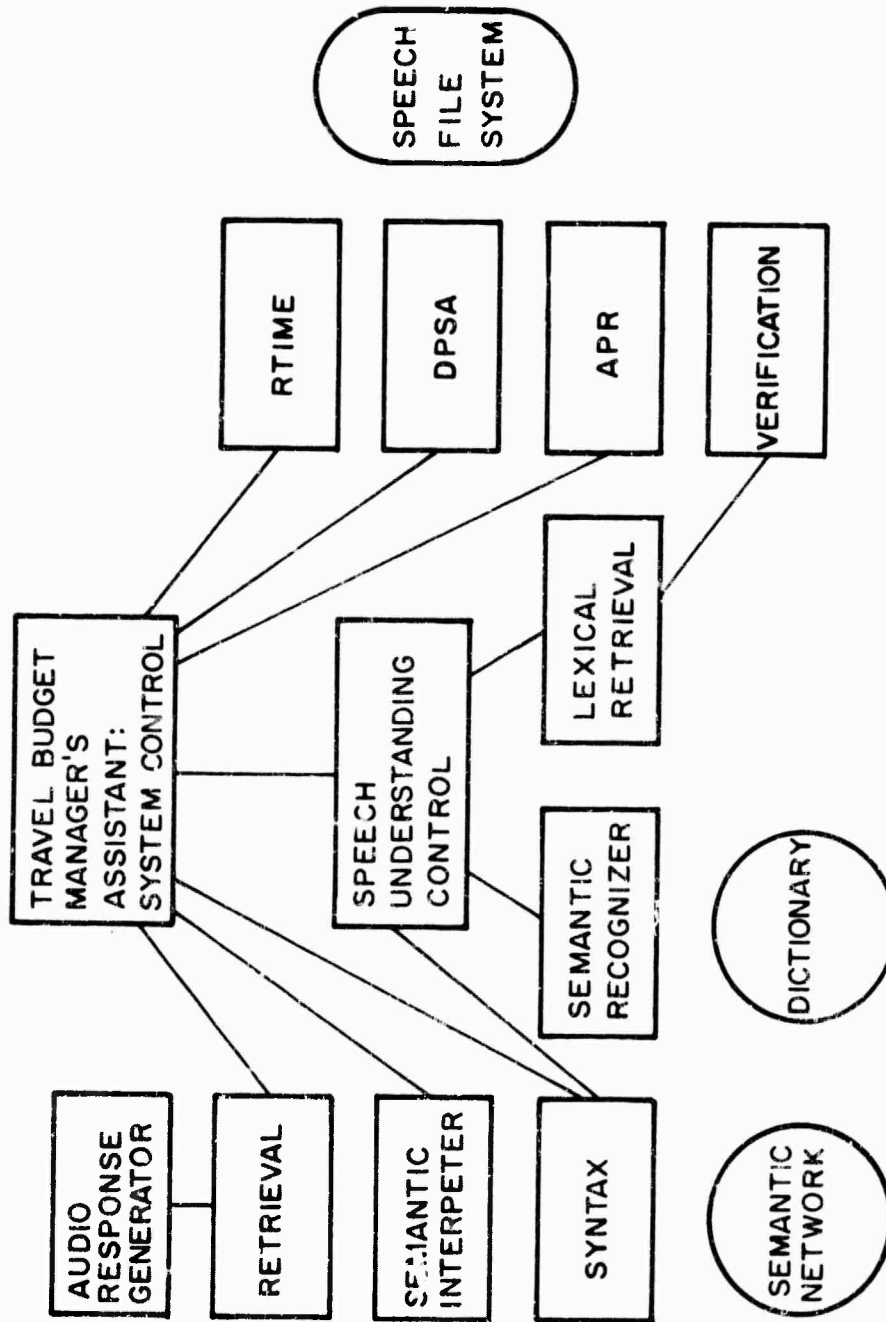 TRAVEL BUDGET
MANAGER'S
ASSISTANT:
SYSTEM CONTROL
AUDIO
RESPONSE
GENERATOR
RETRIEVAL
SEMANTIC
INTERPETER
SYNTAX
SPEECH
UNDERSTANDING
CONTROL
SEMANTIC
RECOGNIZER
LEXICAL
RETRIEVAL
RTIME
DPSA
APR
VERIFICATION
SPEECH
FILE
SYSTEM
SEMANTIC
NETWORK
DICTIONARY